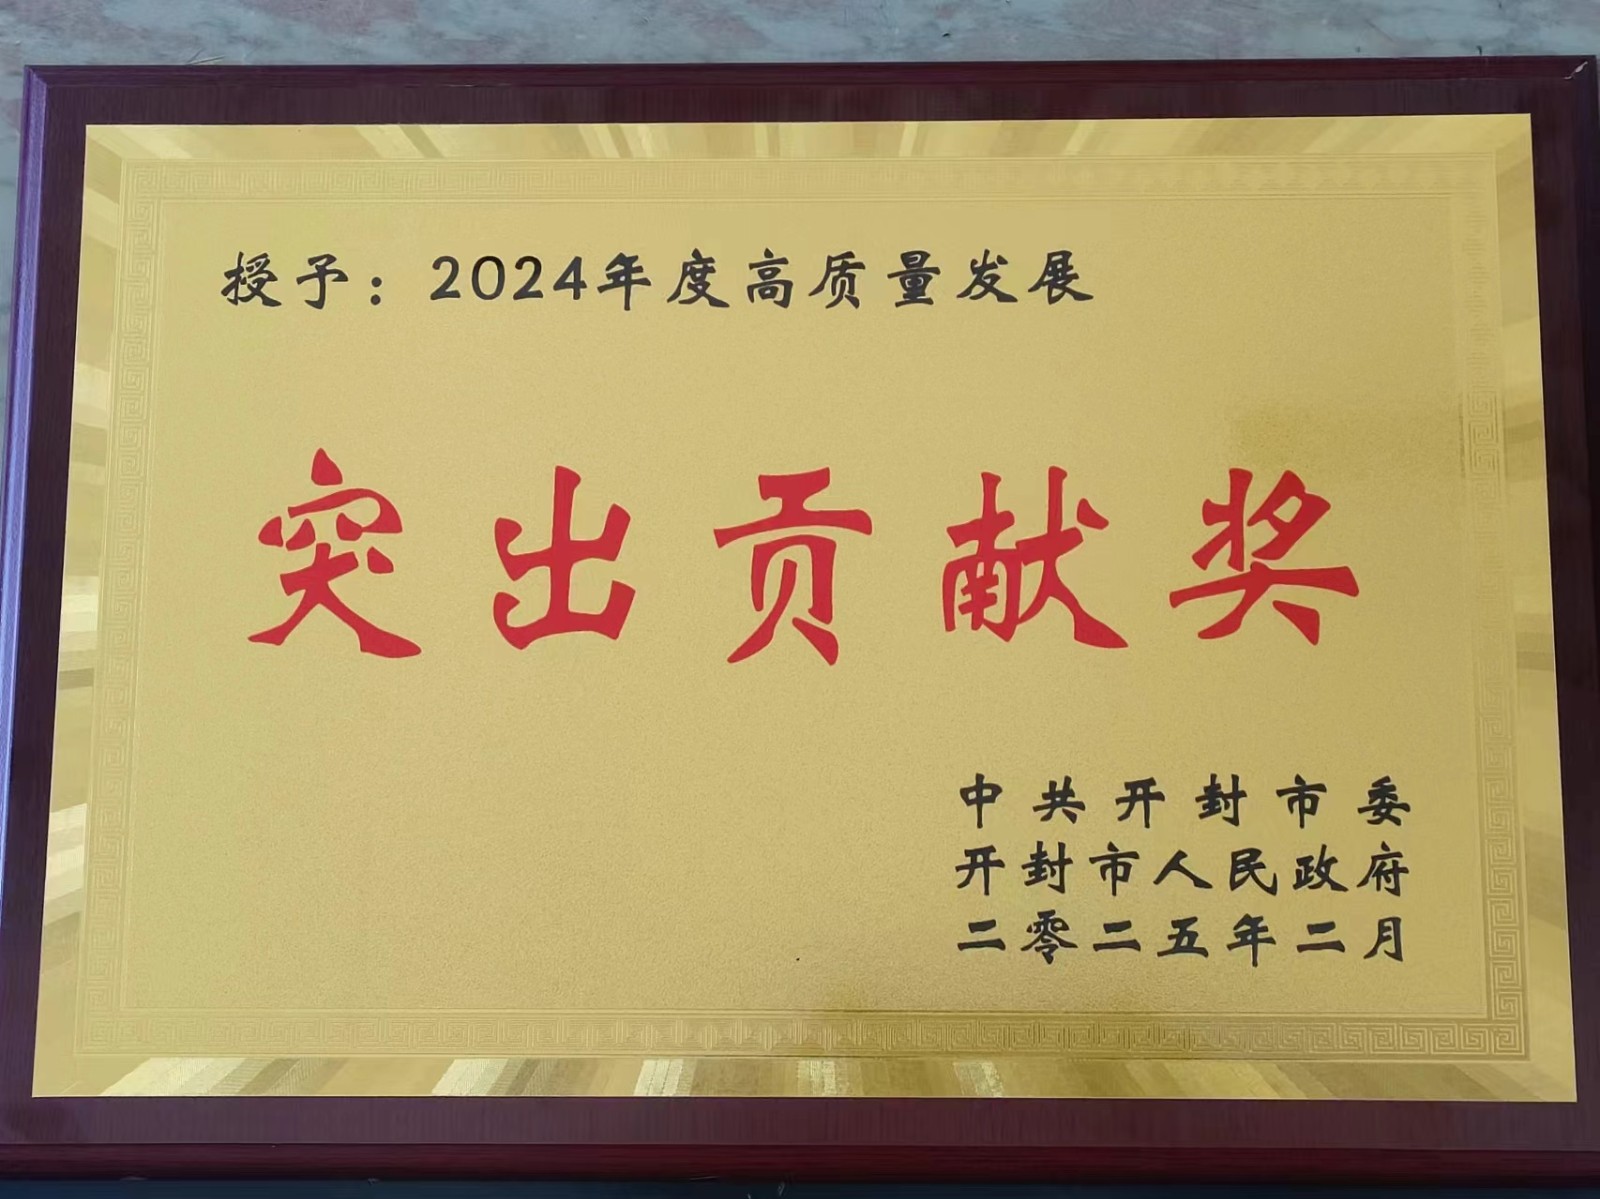 授予：2024年度高质量发展
突出贡献奖
中共开封市委
开封市人民政府
二零二五年二月